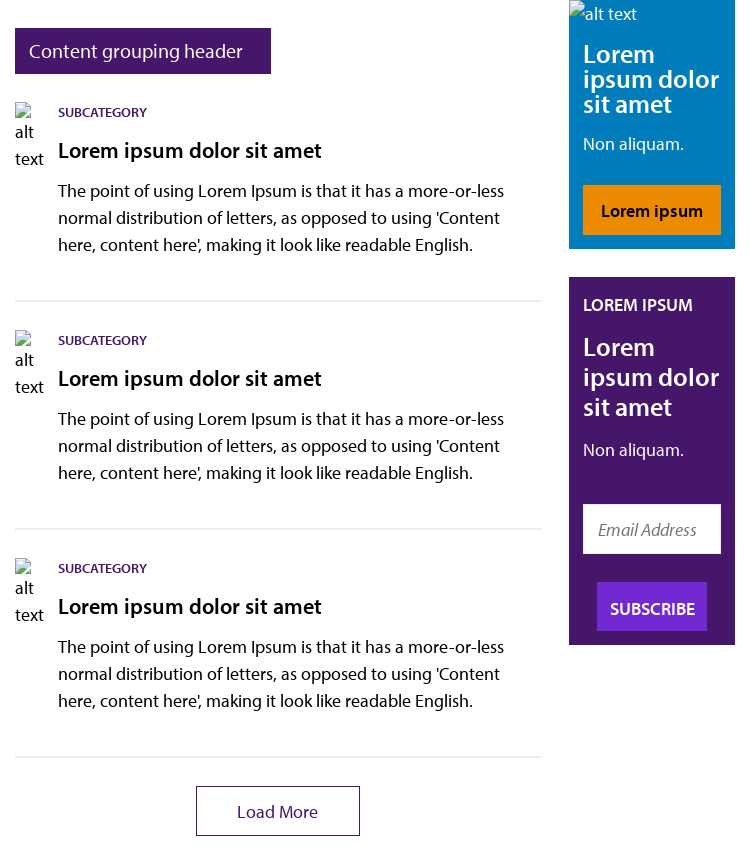 Content grouping header
alt
text
SUBCATEGORY
Lorem ipsum dolor sit amet
The point of using Lorem Ipsum is that it has a more-or-less
normal distribution of letters, as opposed to using 'Content
here, content here', making it look like readable English.
alt
text
SUBCATEGORY
Lorem ipsum dolor sit amet
The point of using Lorem Ipsum is that it has a more-or-less
normal distribution of letters, as opposed to using 'Content
here, content here', making it look like readable English.
alt
text
SUBCATEGORY
Lorem ipsum dolor sit amet
The point of using Lorem Ipsum is that it has a more-or-less
normal distribution of letters, as opposed to using 'Content
here, content here', making it look like readable English.
Load More
alt text
Lorem
ipsum dolor
sit amet
Non aliquam.
Lorem ipsum
LOREM IPSUM
Lorem
ipsum dolor
sit amet
Non aliquam.
Email Address
SUBSCRIBE